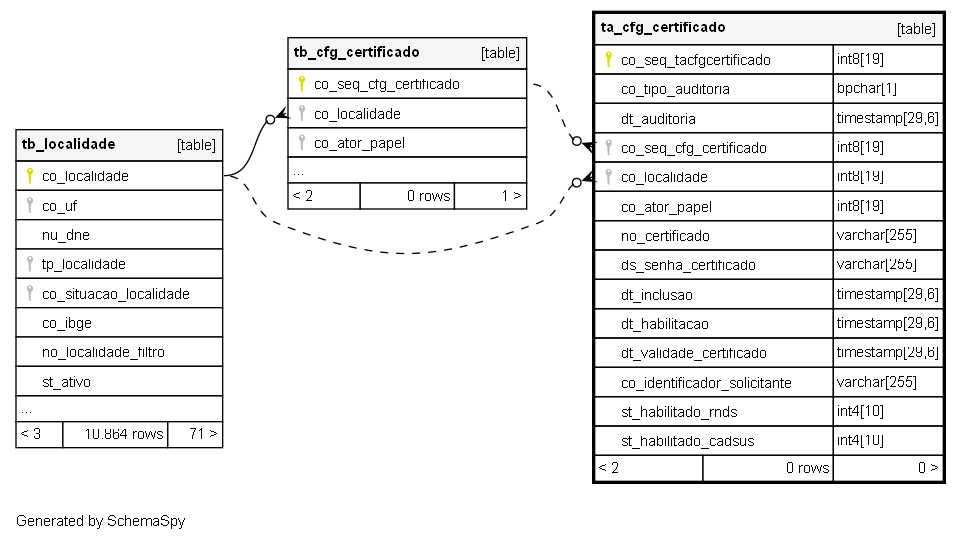 tb_localidade [table]
co_localidade
co_uf
nu_dne
tp_localidade
co_situacao_localidade
co_ibge
no_localidade_filtro
st_ativo
...
< 3 10.864 rows 71 >
tb_cfg_certificado [table]
co_seq_cfg_certificado
co_localidade
co_ator_papel
...
< 2 0 rows 1 >
ta_cfg_certificado [table]
co_seq_tacfgcertificado int8[19]
co_tipo_auditoria bpchar[1]
dt_auditoria timestamp[29,6]
co_seq_cfg_certificado int8[19]
co_localidade int8[19]
co_ator_papel int8[19]
no_certificado varchar[255]
ds_senha_certificado varchar[255]
dt_inclusao timestamp[29,6]
dt_habilitacao timestamp[29,6]
dt_validade_certificado timestamp[29,6]
co_identificador_solicitante varchar[255]
st_habilitado_rnds int4[10]
st_habilitado_cadsus int4[10]
< 2 0 rows 0 >
Generated by SchemaSpy